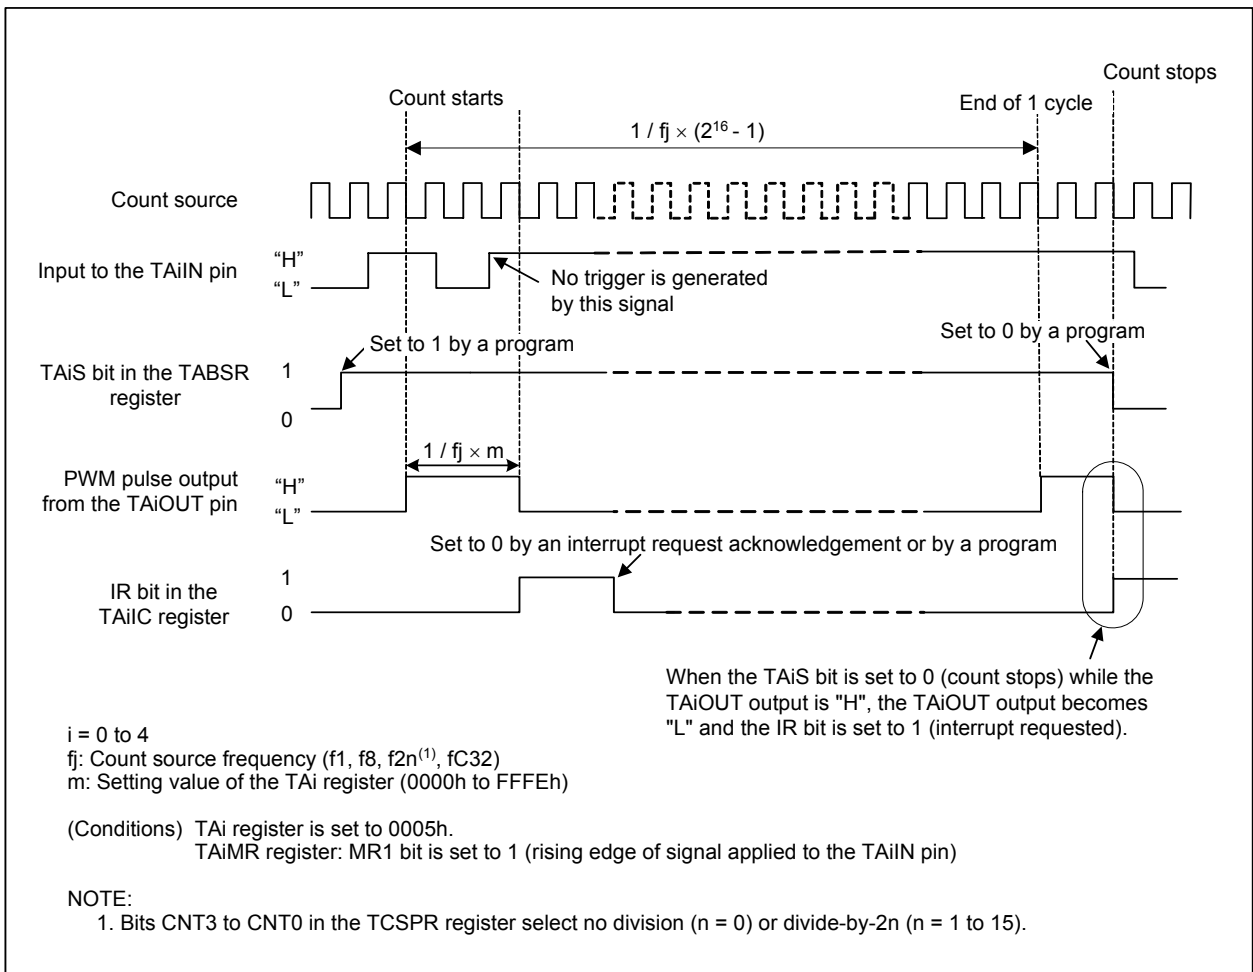 Count stops
Count starts
End of 1 cycle
1 / fj × (2¹⁶ - 1)
Count source
Input to the TAiIN pin
“H”
“L”
No trigger is generated
by this signal
Set to 1 by a program
Set to 0 by a program
TAiS bit in the TABSR
register
1
0
1 / fj × m
PWM pulse output
from the TAiOUT pin
“H”
“L”
Set to 0 by an interrupt request acknowledgement or by a program
IR bit in the
TAiIC register
1
0
When the TAiS bit is set to 0 (count stops) while the
TAiOUT output is "H", the TAiOUT output becomes
"L" and the IR bit is set to 1 (interrupt requested).
i = 0 to 4
fj: Count source frequency (f1, f8, f2n⁽¹⁾, fC32)
m: Setting value of the TAi register (0000h to FFFEh)
(Conditions) TAi register is set to 0005h.
TAiMR register: MR1 bit is set to 1 (rising edge of signal applied to the TAiIN pin)
NOTE:
1. Bits CNT3 to CNT0 in the TCSPR register select no division (n = 0) or divide-by-2n (n = 1 to 15).